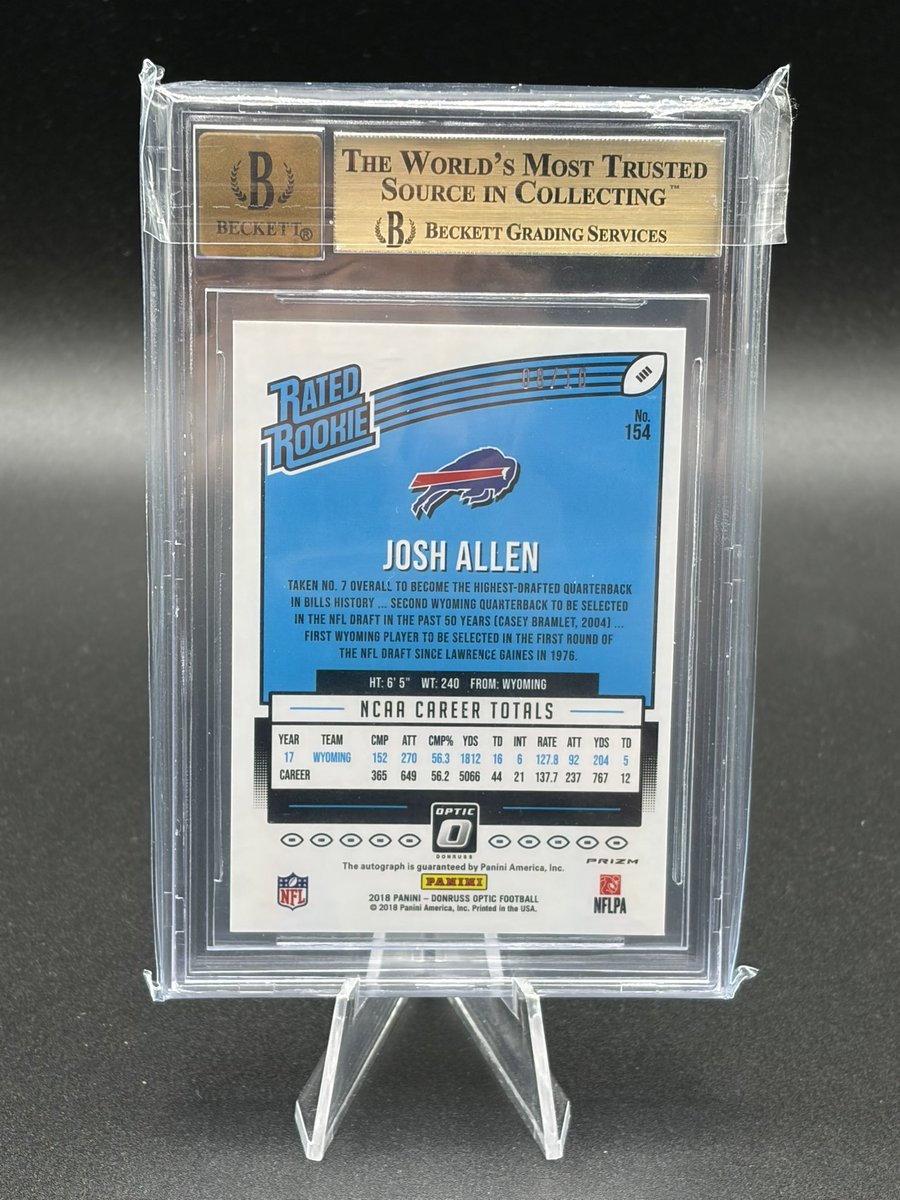 B
BECKETT®
THE WORLD'S MOST TRUSTED
SOURCE IN COLLECTING™
B BECKETT GRADING SERVICES
RATED
ROOKIE
08/10
No.
154
JOSH ALLEN
TAKEN NO. 7 OVERALL TO BECOME THE HIGHEST-DRAFTED QUARTERBACK
IN BILLS HISTORY ... SECOND WYOMING QUARTERBACK TO BE SELECTED
IN THE NFL DRAFT IN THE PAST 50 YEARS (CASEY BRAMLET, 2004) ...
FIRST WYOMING PLAYER TO BE SELECTED IN THE FIRST ROUND OF
THE NFL DRAFT SINCE LAWRENCE GAINES IN 1976.
HT: 6' 5" WT: 240 FROM: WYOMING
NCAA CAREER TOTALS
YEAR TEAM CMP ATT CMP% YDS TD INT RATE ATT YDS TD
17 WYOMING 152 270 56.3 1812 16 6 127.8 92 204 5
CAREER 365 649 56.2 5066 44 21 137.7 237 767 12
OPTIC
O
DONRUSS
PRIZM
The autograph is guaranteed by Panini America, Inc.
PANINI
2018 PANINI – DONRUSS OPTIC FOOTBALL
© 2018 Panini America, Inc. Printed in the USA.
NFL
NFLPA